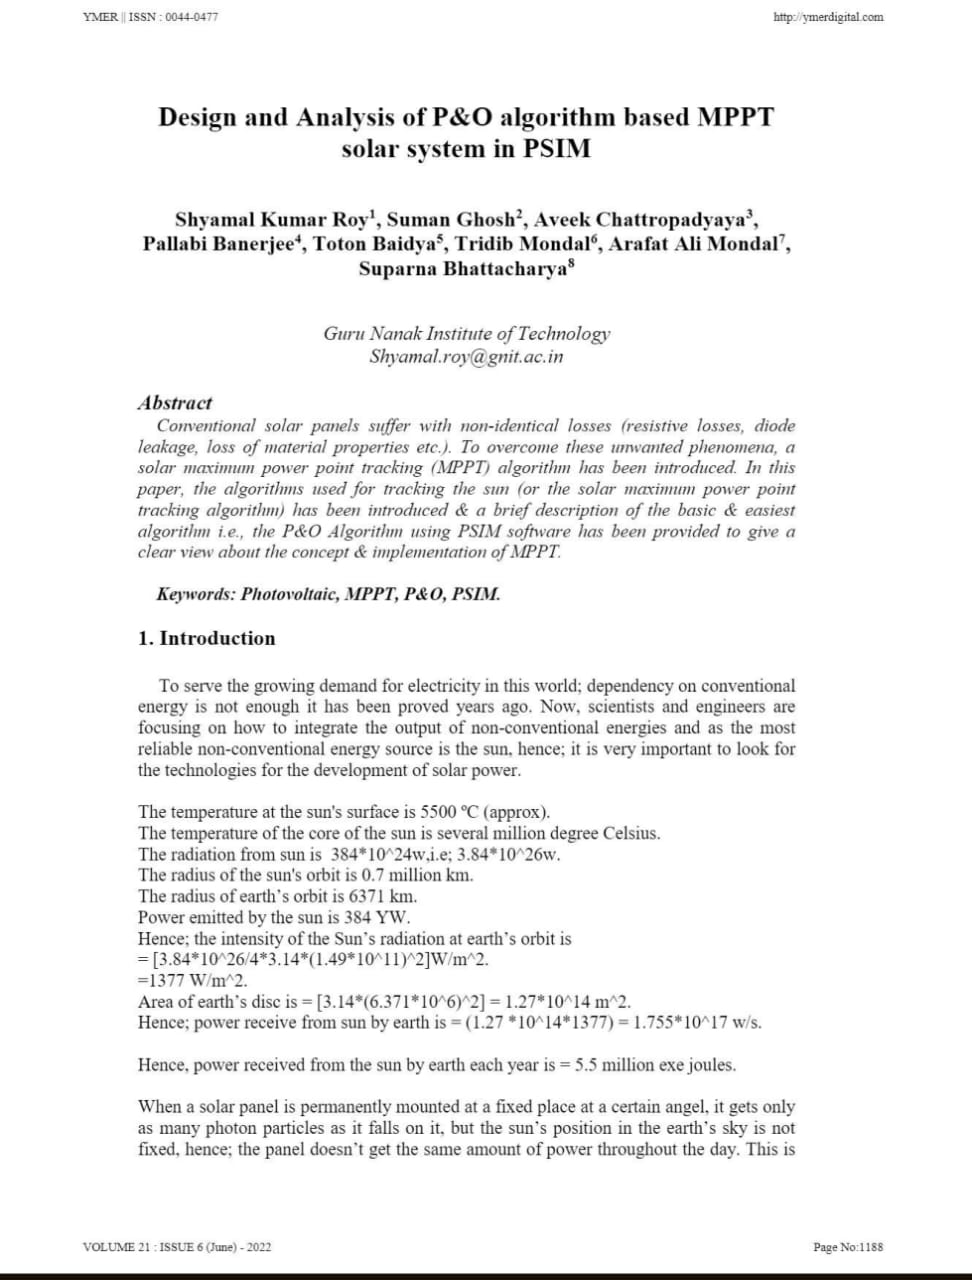 YMER || ISSN : 0044-0477
http://ymerdigital.com
Design and Analysis of P&O algorithm based MPPT
solar system in PSIM
Shyamal Kumar Roy¹, Suman Ghosh², Aveek Chattropadyaya³,
Pallabi Banerjee⁴, Toton Baidya⁵, Tridib Mondal⁶, Arafat Ali Mondal⁷,
Suparna Bhattacharya⁸
Guru Nanak Institute of Technology
Shyamal.roy@gnit.ac.in
Abstract
Conventional solar panels suffer with non-identical losses (resistive losses, diode
leakage, loss of material properties etc.). To overcome these unwanted phenomena, a
solar maximum power point tracking (MPPT) algorithm has been introduced. In this
paper, the algorithms used for tracking the sun (or the solar maximum power point
tracking algorithm) has been introduced & a brief description of the basic & easiest
algorithm i.e., the P&O Algorithm using PSIM software has been provided to give a
clear view about the concept & implementation of MPPT.
Keywords: Photovoltaic, MPPT, P&O, PSIM.
1. Introduction
To serve the growing demand for electricity in this world; dependency on conventional
energy is not enough it has been proved years ago. Now, scientists and engineers are
focusing on how to integrate the output of non-conventional energies and as the most
reliable non-conventional energy source is the sun, hence; it is very important to look for
the technologies for the development of solar power.
The temperature at the sun's surface is 5500 ℃ (approx).
The temperature of the core of the sun is several million degree Celsius.
The radiation from sun is 384*10^24w,i.e; 3.84*10^26w.
The radius of the sun's orbit is 0.7 million km.
The radius of earth’s orbit is 6371 km.
Power emitted by the sun is 384 YW.
Hence; the intensity of the Sun’s radiation at earth’s orbit is
= [3.84*10^26/4*3.14*(1.49*10^11)^2]W/m^2.
=1377 W/m^2.
Area of earth’s disc is = [3.14*(6.371*10^6)^2] = 1.27*10^14 m^2.
Hence; power receive from sun by earth is = (1.27 *10^14*1377) = 1.755*10^17 w/s.
Hence, power received from the sun by earth each year is = 5.5 million exe joules.
When a solar panel is permanently mounted at a fixed place at a certain angel, it gets only
as many photon particles as it falls on it, but the sun’s position in the earth’s sky is not
fixed, hence; the panel doesn’t get the same amount of power throughout the day. This is
VOLUME 21 : ISSUE 6 (June) - 2022
Page No:1188